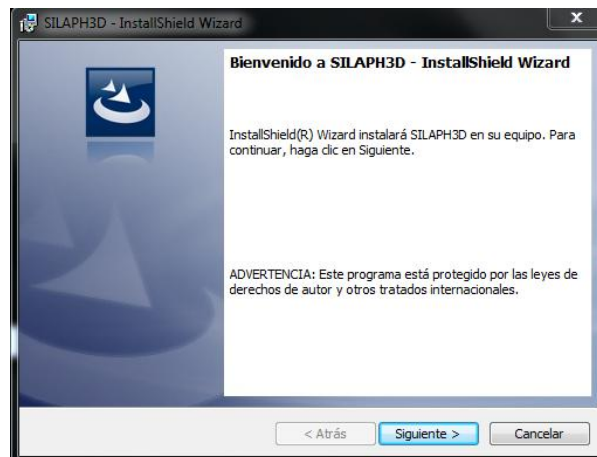 SILAPH3D - InstallShield Wizard
Bienvenido a SILAPH3D - InstallShield Wizard
InstallShield(R) Wizard instalará SILAPH3D en su equipo. Para
continuar, haga clic en Siguiente.
ADVERTENCIA: Este programa está protegido por las leyes de
derechos de autor y otros tratados internacionales.
< Atrás
Siguiente >
Cancelar